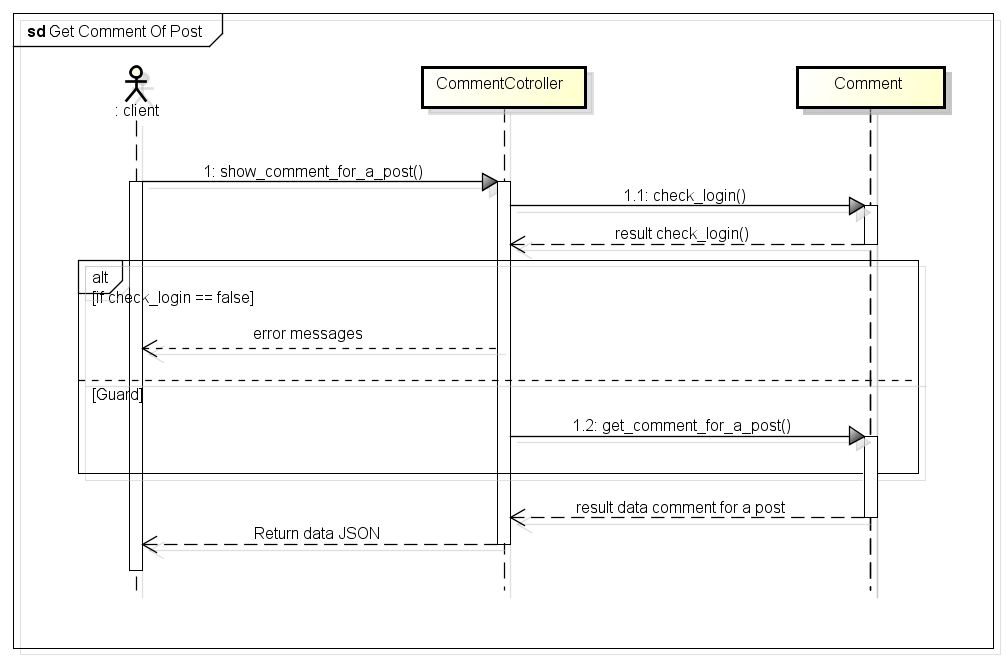 sd Get Comment Of Post
: client
CommentCotroller
Comment
1: show_comment_for_a_post()
1.1: check_login()
result check_login()
alt
[if check_login == false]
error messages
[Guard]
1.2: get_comment_for_a_post()
result data comment for a post
Return data JSON